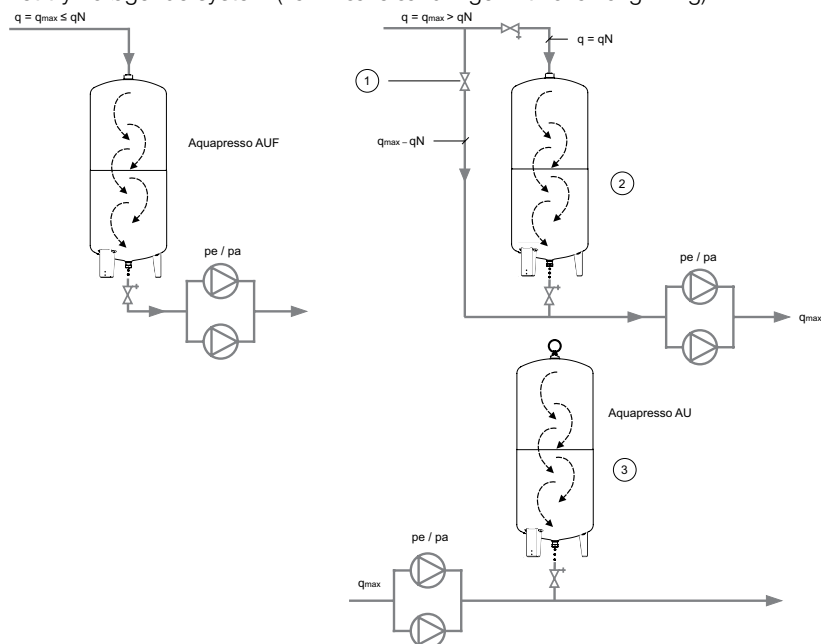 q = qmax ≤ qN
q = qmax > qN
q = qN
1
qmax – qN
Aquapresso AUF
2
pe / pa
pe / pa
qmax
Aquapresso AU
3
pe / pa
qmax